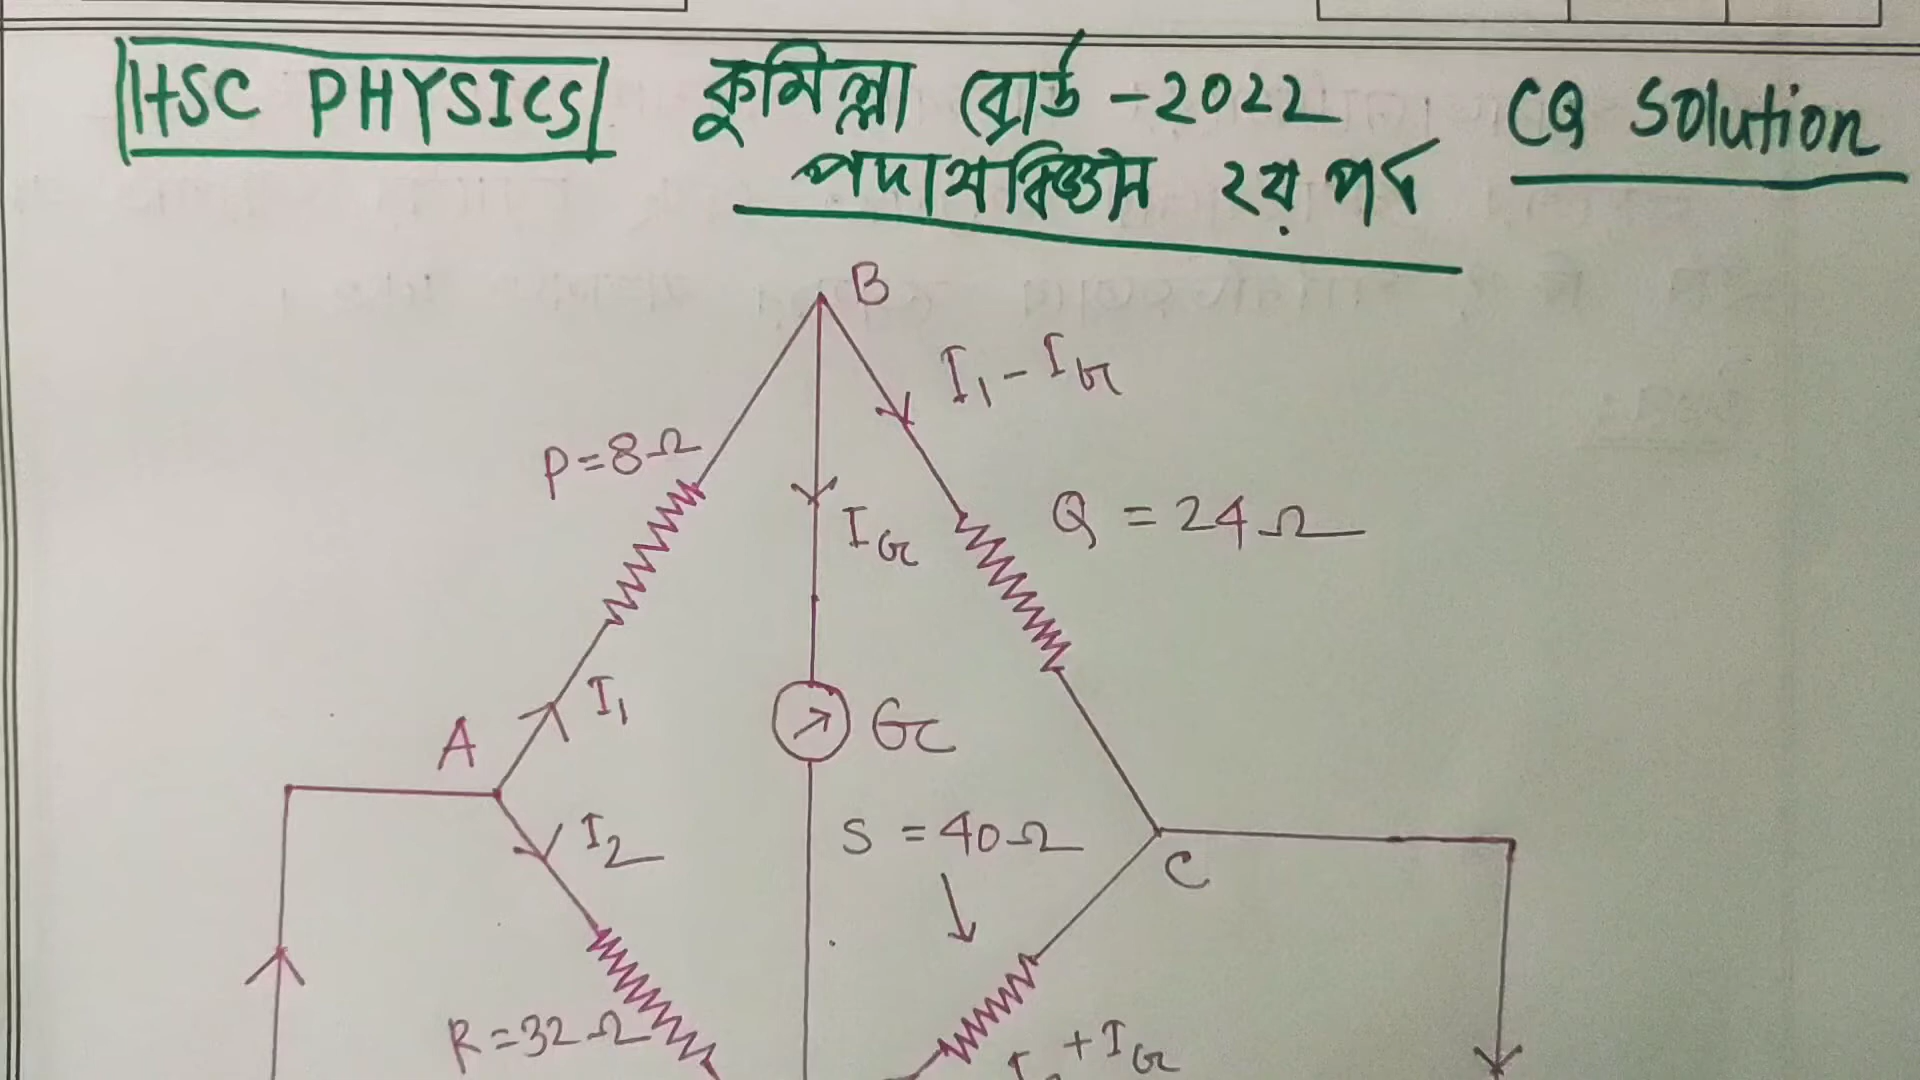 HSC PHYSICS কুমিল্লা বোর্ড - 2022 CQ Solution
পদার্থবিজ্ঞান ২য় পত্র
B
I₁ - I_G
P = 8Ω
Q = 24Ω
I_G
I₁
A
G
I₂
S = 40Ω
C
R = 32Ω
+ I_G